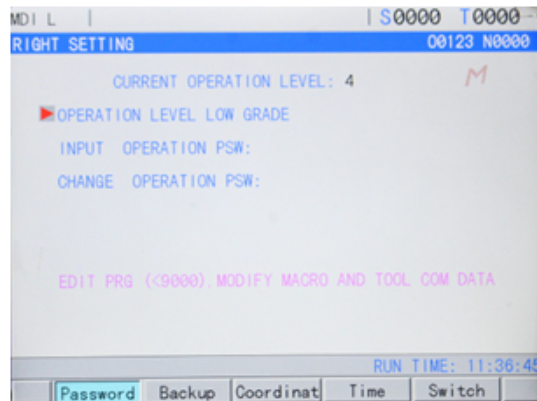 MDI L S0000 T0000
RIGHT SETTING O0123 N0000
CURRENT OPERATION LEVEL: 4
M
OPERATION LEVEL LOW GRADE
INPUT OPERATION PSW:
CHANGE OPERATION PSW:
EDIT PRG (<9000). MODIFY MACRO AND TOOL COM DATA
RUN TIME: 11:36:45
Password Backup Coordinat Time Switch